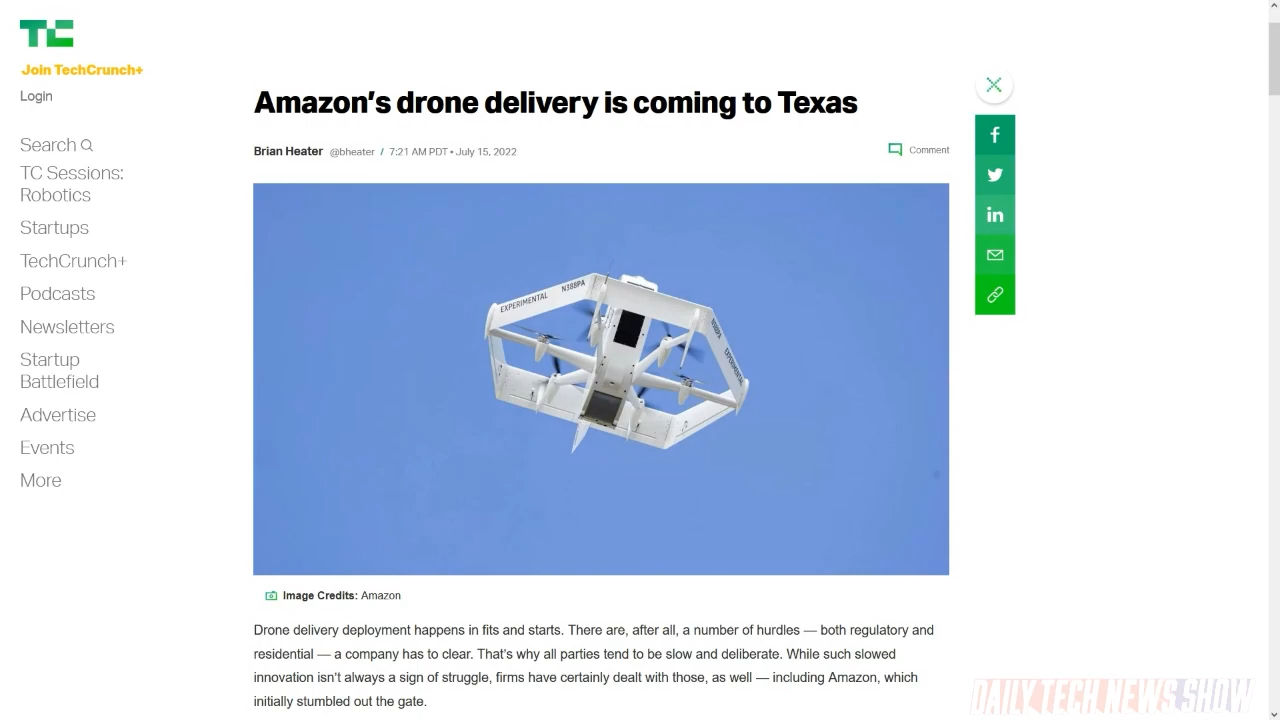 TC
Join TechCrunch+
Login
Search
TC Sessions:
Robotics
Startups
TechCrunch+
Podcasts
Newsletters
Startup
Battlefield
Advertise
Events
More
Amazon's drone delivery is coming to Texas
Brian Heater @bheater / 7:21 AM PDT • July 15, 2022
Comment
EXPERIMENTAL N388PA
N388PA EXPERIMENTAL
Image Credits: Amazon
Drone delivery deployment happens in fits and starts. There are, after all, a number of hurdles — both regulatory and
residential — a company has to clear. That's why all parties tend to be slow and deliberate. While such slowed
innovation isn't always a sign of struggle, firms have certainly dealt with those, as well — including Amazon, which
initially stumbled out the gate.
f
in
DAILY TECH NEWS SHOW